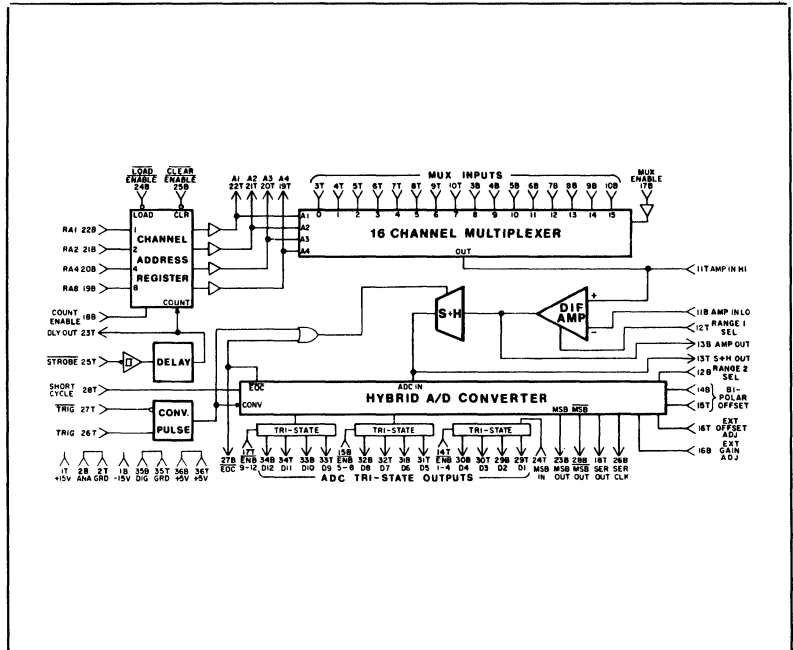 LOAD ENABLE 24B
CLEAR ENABLE 25B
A1 22T
A2 21T
A3 20T
A4 19T
MUX INPUTS
3T 4T 5T 6T 7T 8T 9T 10T 3B 4B 5B 6B 7B 8B 9B 10B
MUX ENABLE 17B
LOAD CLR
RA1 22B
RA2 21B
RA4 20B
RA8 19B
1
2
4
8
CHANNEL
ADDRESS
REGISTER
COUNT
A1
A2
A3
A4
0 1 2 3 4 5 6 7 8 9 10 11 12 13 14 15
16 CHANNEL MULTIPLEXER
OUT
11T AMP IN HI
COUNT ENABLE 18B
DLY OUT 23T
STROBE 25T
DELAY
S+H
DIF AMP
+
-
11B AMP IN LO
12T RANGE 1 SEL
13B AMP OUT
13T S+H OUT
12B RANGE 2 SEL
SHORT CYCLE 28T
TRIG 27T
TRIG 26T
CONV. PULSE
EOC
CONV
ADC IN
HYBRID A/D CONVERTER
MSB MSB
14B
15T
BI-POLAR OFFSET
EXT OFFSET ADJ
16T
EXT GAIN ADJ
16B
TRI-STATE
TRI-STATE
TRI-STATE
1T +15V
2B ANA
2T GRD
1B -15V
35B DIG
35T GRD
36B +5V
36T +5V
27B EOC
17T ENB 9-12
34B D12
34T D11
33B D10
33T D9
15B ENB 5-8
32B D8
32T D7
31B D6
31T D5
14T ENB 1-4
30B D4
30T D3
29B D2
29T D1
24T MSB IN
23B MSB OUT
28B MSB OUT
18T SER OUT
26B SER CLK
ADC TRI-STATE OUTPUTS